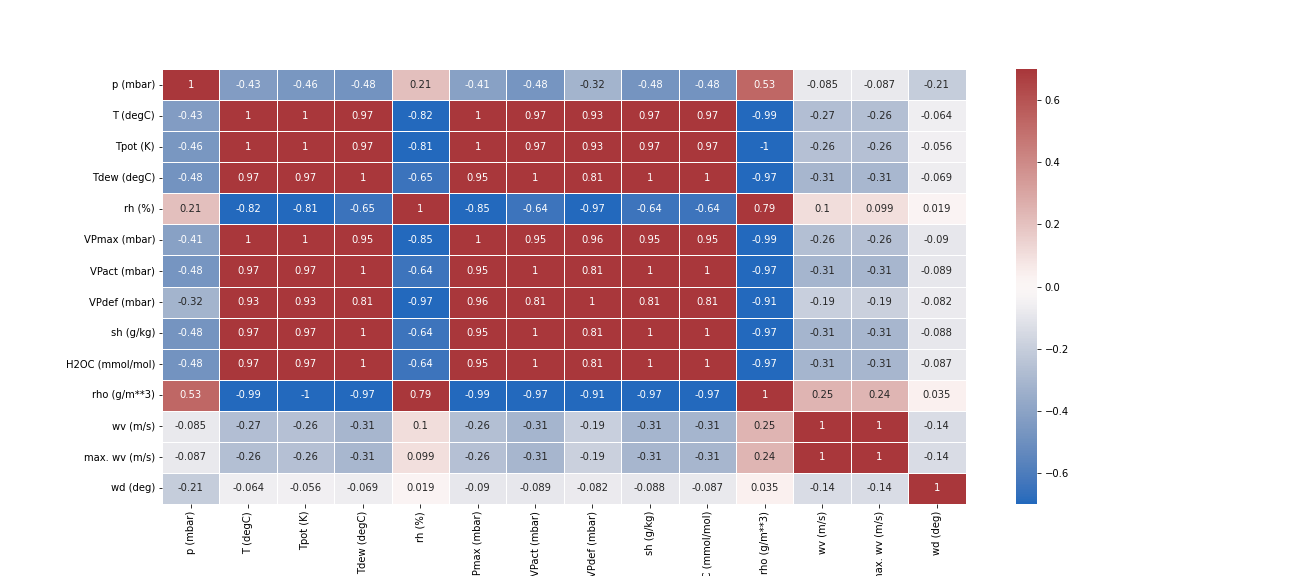 p (mbar) 1 -0.43 -0.46 -0.48 0.21 -0.41 -0.48 -0.32 -0.48 -0.48 0.53 -0.085 -0.087 -0.21
T (degC) -0.43 1 1 0.97 -0.82 1 0.97 0.93 0.97 0.97 -0.99 -0.27 -0.26 -0.064
Tpot (K) -0.46 1 1 0.97 -0.81 1 0.97 0.93 0.97 0.97 -1 -0.26 -0.26 -0.056
Tdew (degC) -0.48 0.97 0.97 1 -0.65 0.95 1 0.81 1 1 -0.97 -0.31 -0.31 -0.069
rh (%) 0.21 -0.82 -0.81 -0.65 1 -0.85 -0.64 -0.97 -0.64 -0.64 0.79 0.1 0.099 0.019
VPmax (mbar) -0.41 1 1 0.95 -0.85 1 0.95 0.96 0.95 0.95 -0.99 -0.26 -0.26 -0.09
VPact (mbar) -0.48 0.97 0.97 1 -0.64 0.95 1 0.81 1 1 -0.97 -0.31 -0.31 -0.089
VPdef (mbar) -0.32 0.93 0.93 0.81 -0.97 0.96 0.81 1 0.81 0.81 -0.91 -0.19 -0.19 -0.082
sh (g/kg) -0.48 0.97 0.97 1 -0.64 0.95 1 0.81 1 1 -0.97 -0.31 -0.31 -0.088
H2OC (mmol/mol) -0.48 0.97 0.97 1 -0.64 0.95 1 0.81 1 1 -0.97 -0.31 -0.31 -0.087
rho (g/m**3) 0.53 -0.99 -1 -0.97 0.79 -0.99 -0.97 -0.91 -0.97 -0.97 1 0.25 0.24 0.035
wv (m/s) -0.085 -0.27 -0.26 -0.31 0.1 -0.26 -0.31 -0.19 -0.31 -0.31 0.25 1 1 -0.14
max. wv (m/s) -0.087 -0.26 -0.26 -0.31 0.099 -0.26 -0.31 -0.19 -0.31 -0.31 0.24 1 1 -0.14
wd (deg) -0.21 -0.064 -0.056 -0.069 0.019 -0.09 -0.089 -0.082 -0.088 -0.087 0.035 -0.14 -0.14 1
p (mbar)
T (degC)
Tpot (K)
Tdew (degC)
rh (%)
Pmax (mbar)
VPact (mbar)
VPdef (mbar)
sh (g/kg)
C (mmol/mol)
rho (g/m**3)
wv (m/s)
ax. wv (m/s)
wd (deg)
0.6
0.4
0.2
0.0
−0.2
−0.4
−0.6